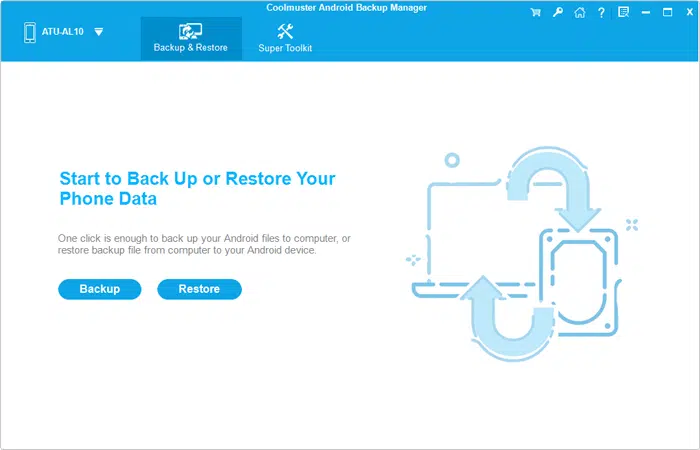 Coolmuster Android Backup Manager
ATU-AL10
Backup & Restore
Super Toolkit
Start to Back Up or Restore Your
Phone Data
One click is enough to back up your Android files to computer, or
restore backup file from computer to your Android device.
Backup
Restore